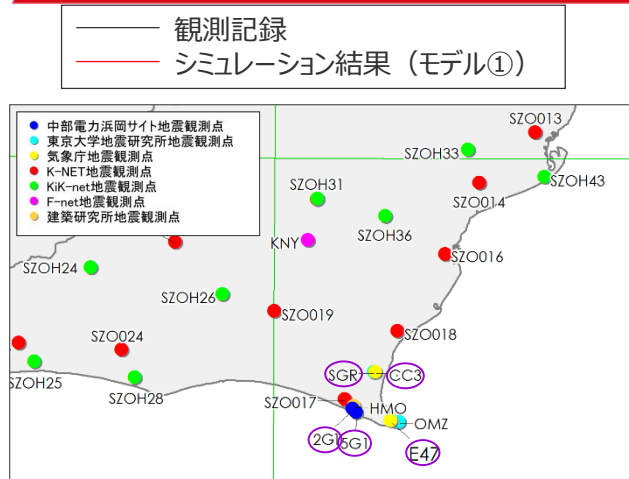 観測記録
シミュレーション結果（モデル①）
中部電力浜岡サイト地震観測点
東京大学地震研究所地震観測点
気象庁地震観測点
K-NET地震観測点
KiK-net地震観測点
F-net地震観測点
建築研究所地震観測点
SZO013
SZOH33
SZOH43
SZOH31
SZO014
SZOH36
KNY
SZO016
SZOH24
SZOH26
SZO019
SZO018
SZO024
SZOH25
SZOH28
SGR
CC3
SZO017
HMO
OMZ
2G1
5G1
E47